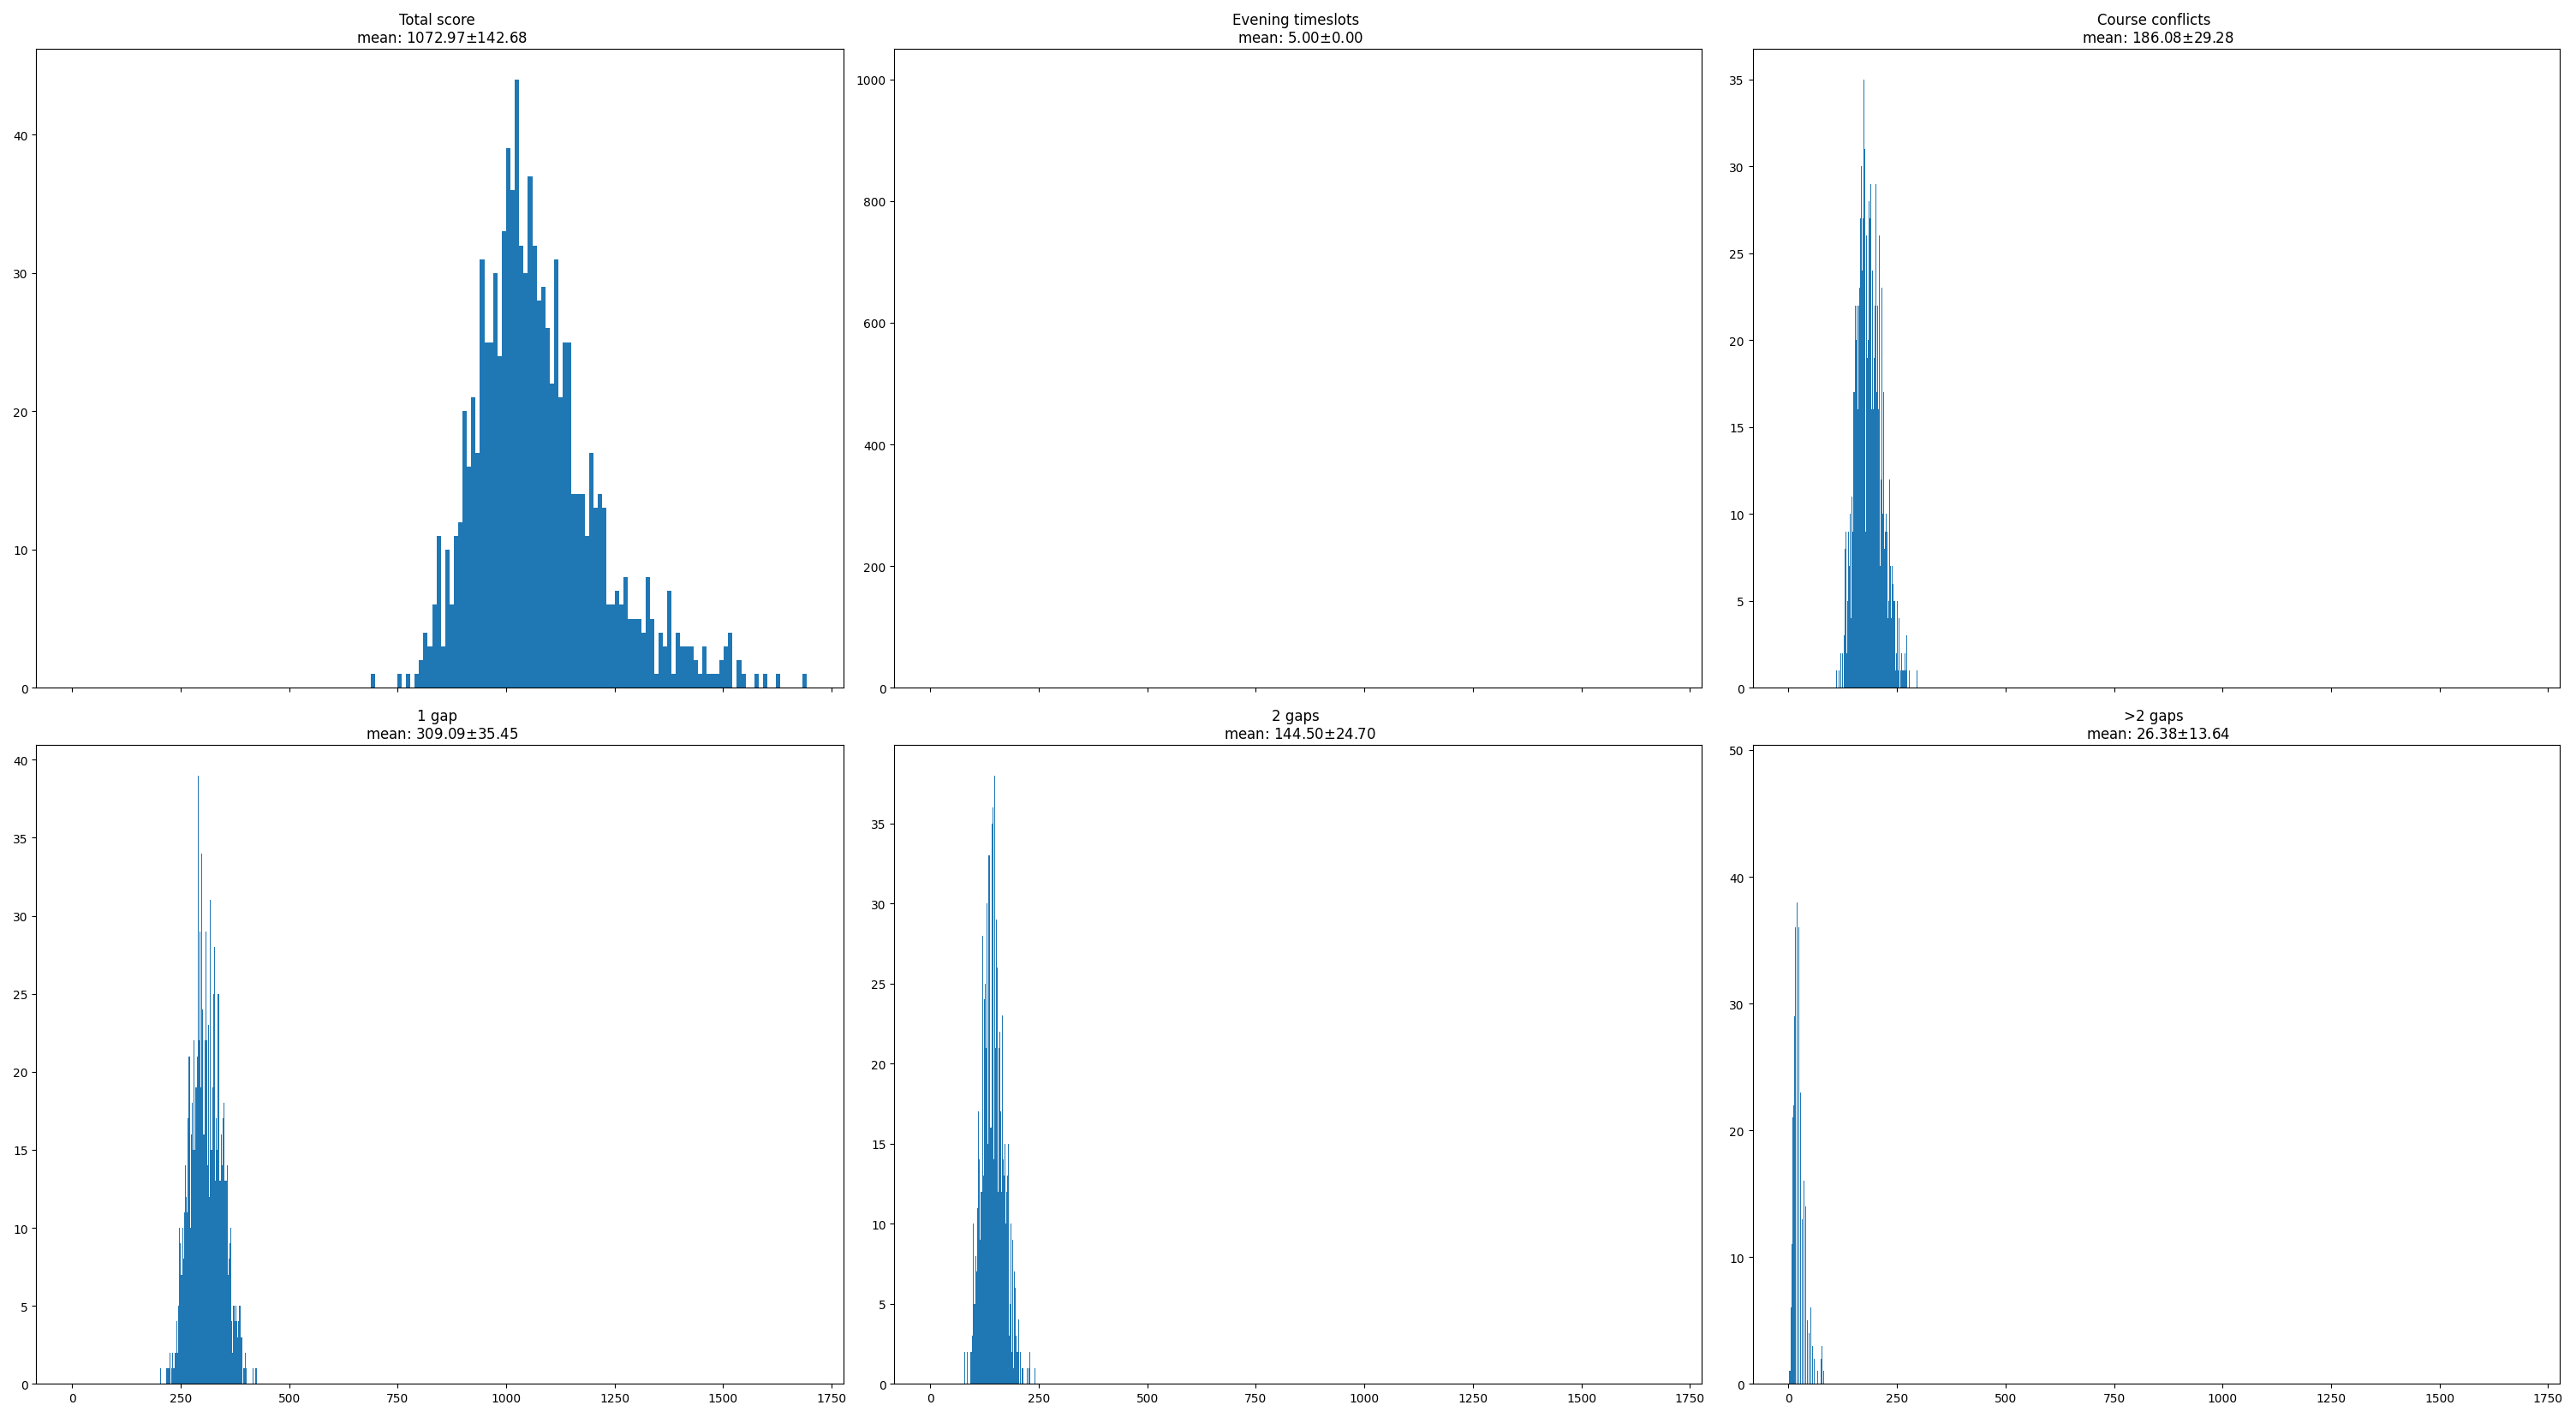 Total score
mean: 1072.97±142.68
Evening timeslots
mean: 5.00±0.00
Course conflicts
mean: 186.08±29.28
40
30
20
10
0
1000
800
600
400
200
0
35
30
25
20
15
10
5
0
1 gap
mean: 309.09±35.45
2 gaps
mean: 144.50±24.70
>2 gaps
mean: 26.38±13.64
40
35
30
25
20
15
10
5
0
0 250 500 750 1000 1250 1500 1750
35
30
25
20
15
10
5
0
0 250 500 750 1000 1250 1500 1750
50
40
30
20
10
0
0 250 500 750 1000 1250 1500 1750